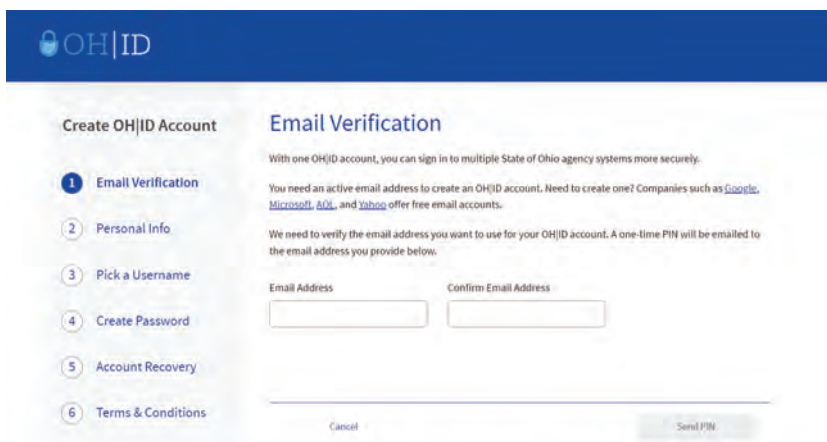 OH|ID
Create OH|ID Account
1 Email Verification
2 Personal Info
3 Pick a Username
4 Create Password
5 Account Recovery
6 Terms & Conditions
Email Verification
With one OH|ID account, you can sign in to multiple State of Ohio agency systems more securely.
You need an active email address to create an OH|ID account. Need to create one? Companies such as Google,
Microsoft, AOL, and Yahoo offer free email accounts.
We need to verify the email address you want to use for your OH|ID account. A one-time PIN will be emailed to
the email address you provide below.
Email Address Confirm Email Address
Cancel Send PIN